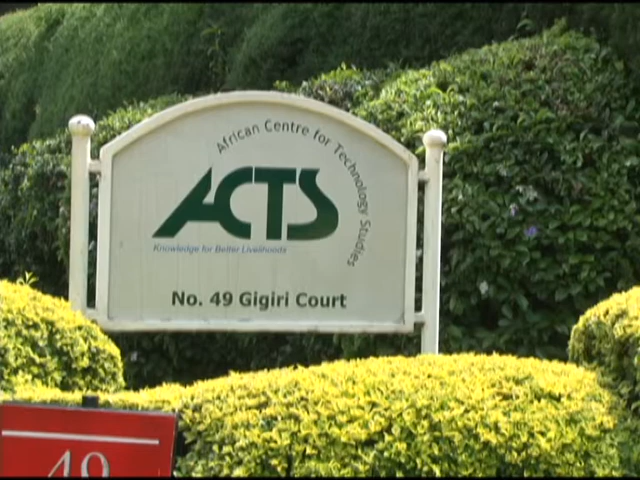 African Centre for Technology Studies
ACTS
Knowledge for Better Livelihoods
No. 49 Gigiri Court
49